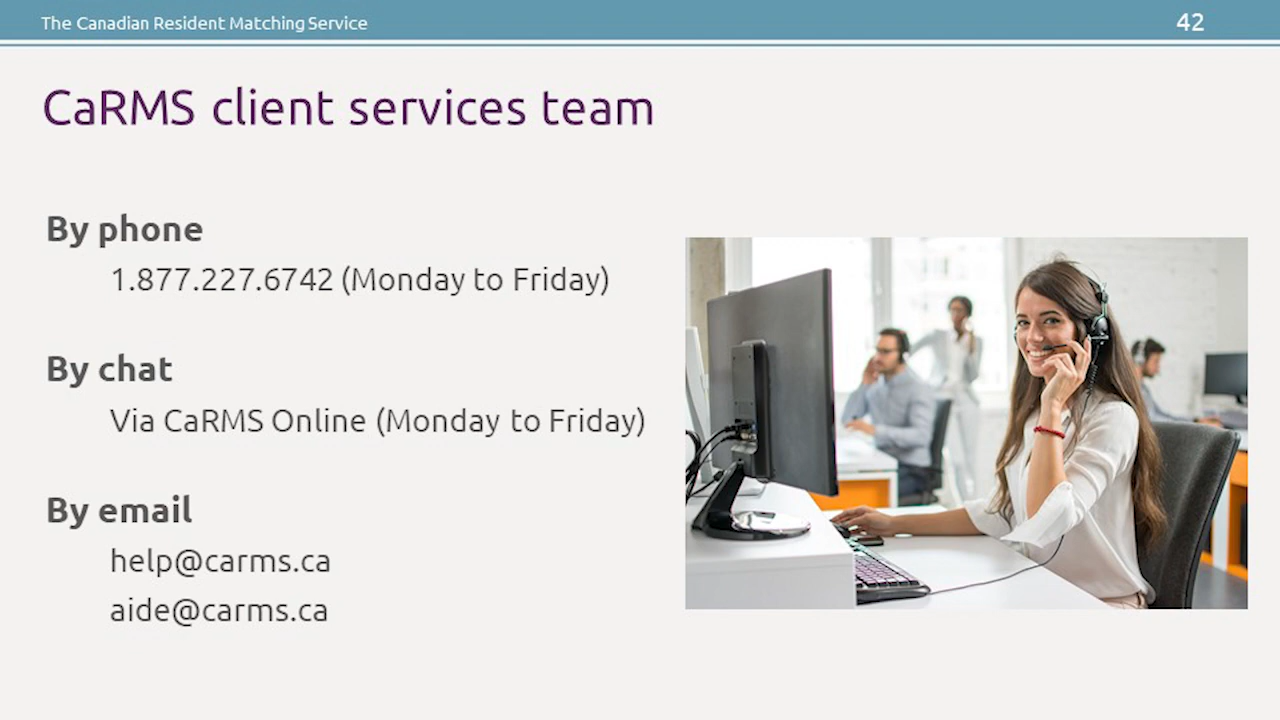 The Canadian Resident Matching Service
42
CaRMS client services team
By phone
1.877.227.6742 (Monday to Friday)
By chat
Via CaRMS Online (Monday to Friday)
By email
help@carms.ca
aide@carms.ca